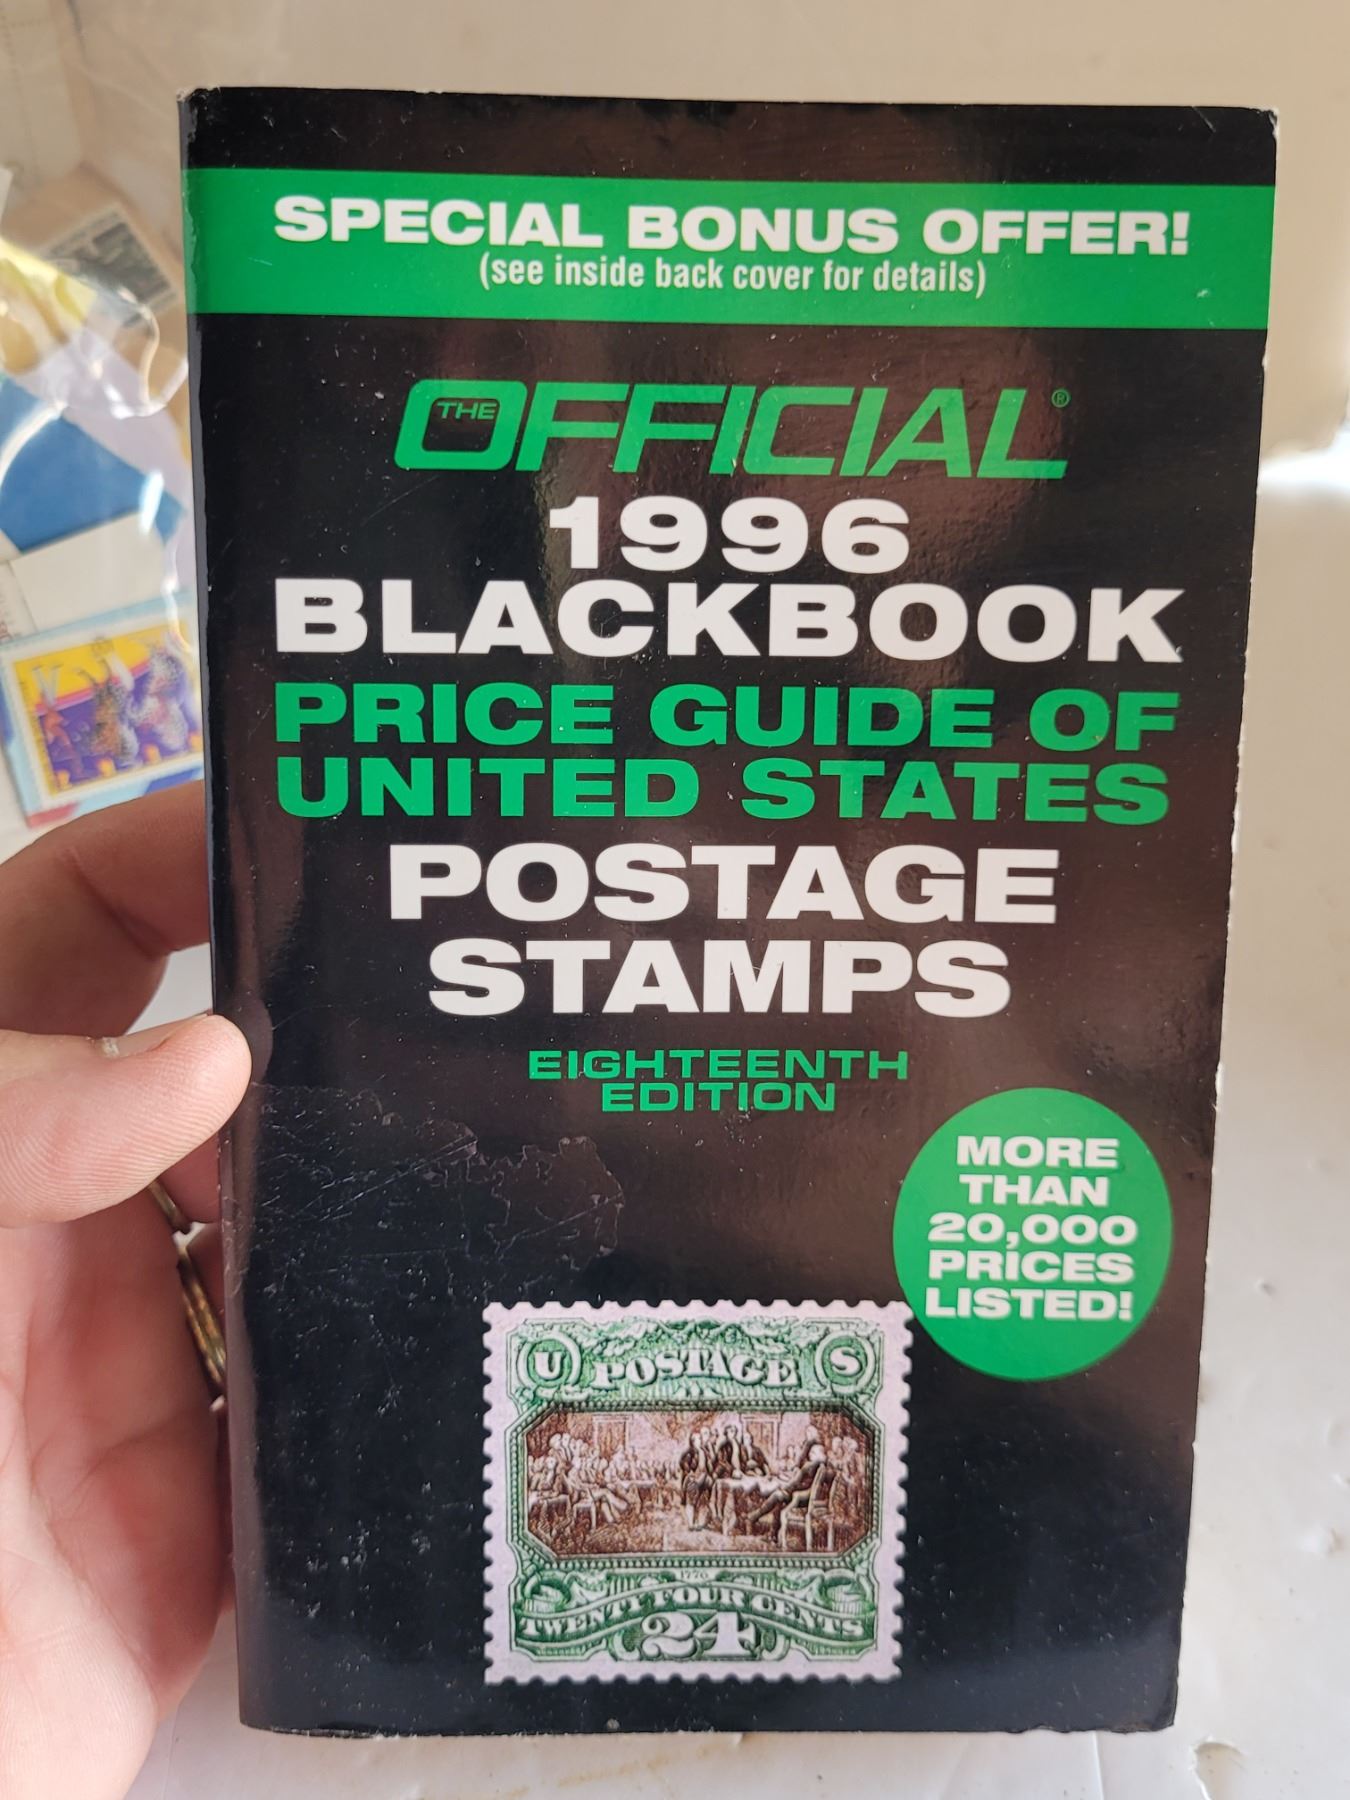 SPECIAL BONUS OFFER!
(see inside back cover for details)
THE OFFICIAL®
1996
BLACKBOOK
PRICE GUIDE OF
UNITED STATES
POSTAGE
STAMPS
EIGHTEENTH
EDITION
MORE
THAN
20,000
PRICES
LISTED!
U POSTAGE S
1776
TWENTY FOUR CENTS
24